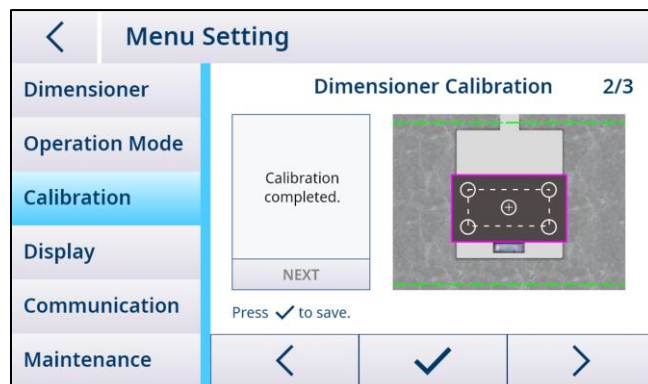 Menu Setting
Dimensioner
Operation Mode
Calibration
Display
Communication
Maintenance
Dimensioner Calibration 2/3
Calibration
completed.
NEXT
Press ✓ to save.